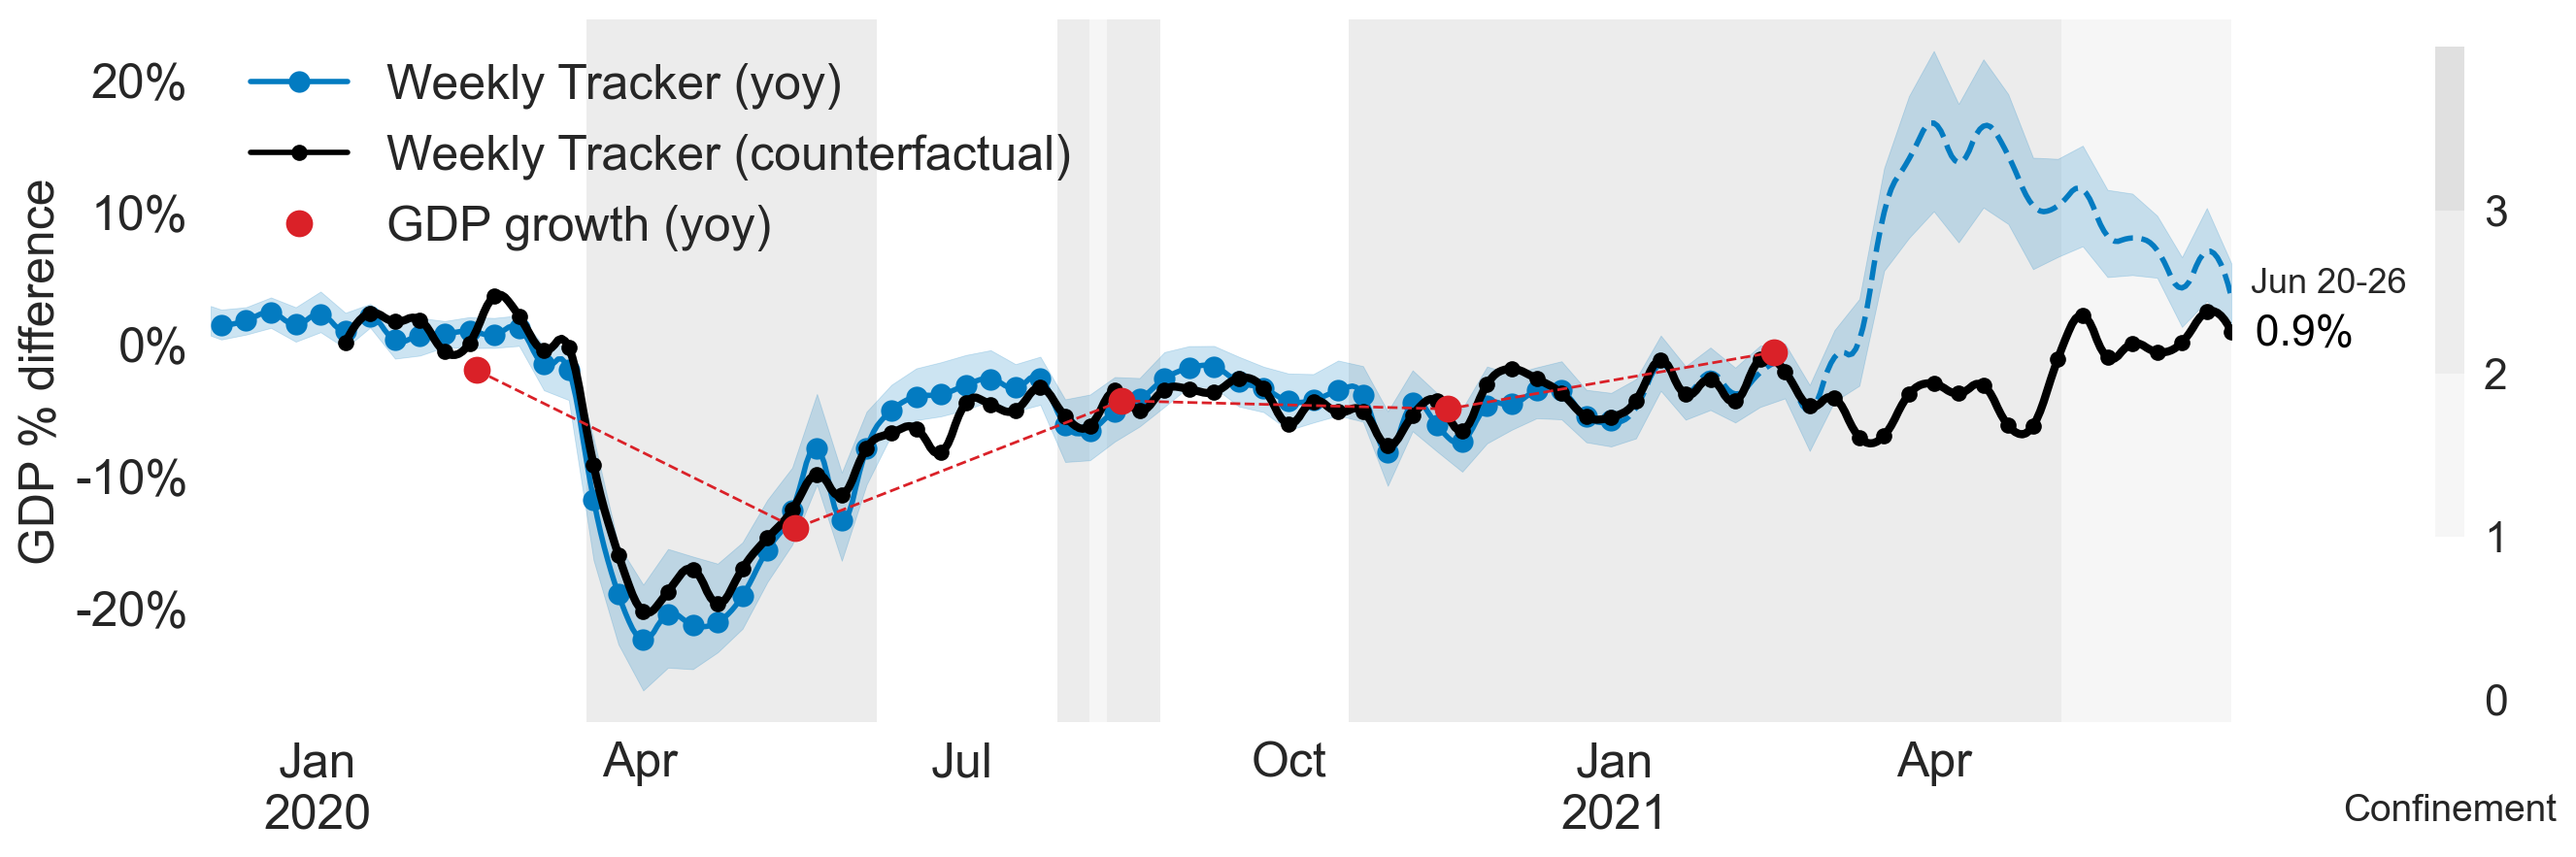 20%
10%
0%
-10%
-20%
GDP % difference
Weekly Tracker (yoy)
Weekly Tracker (counterfactual)
GDP growth (yoy)
Jun 20-26
0.9%
3
2
1
0
Jan
2020
Apr
Jul
Oct
Jan
2021
Apr
Confinement